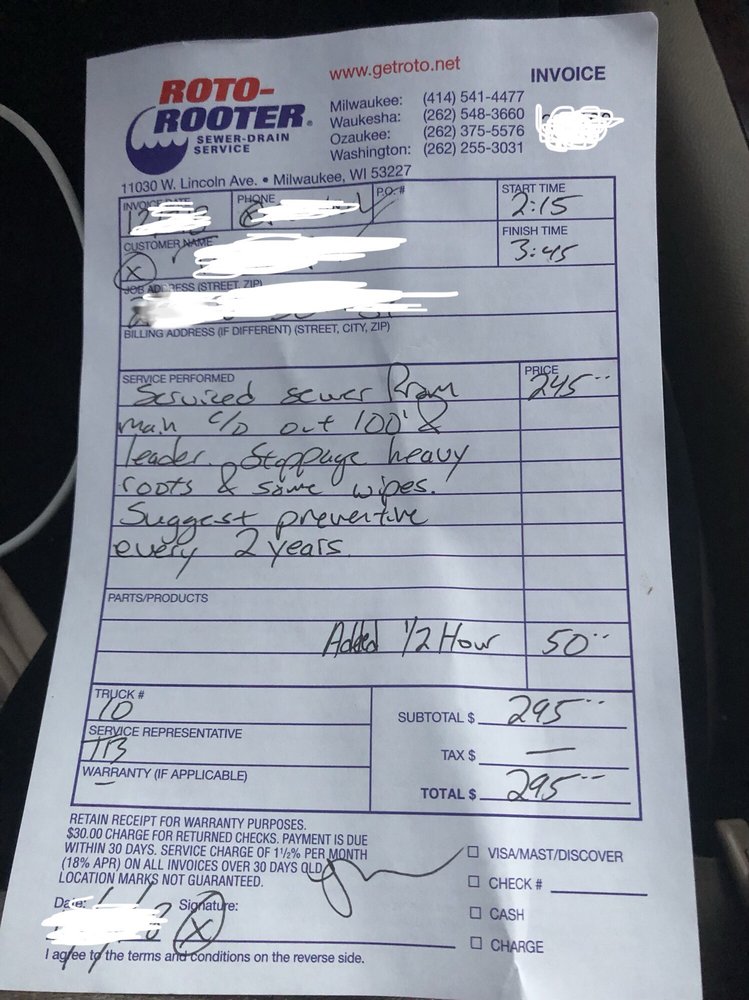 ROTO-ROOTER®
SEWER-DRAIN
SERVICE
www.getroto.net
INVOICE
Milwaukee: (414) 541-4477
Waukesha: (262) 548-3660
Ozaukee: (262) 375-5576
Washington: (262) 255-3031
11030 W. Lincoln Ave. • Milwaukee, WI 53227
INVOICE DATE
PHONE
P.O. #
START TIME
2:15
CUSTOMER NAME
FINISH TIME
3:45
X
JOB ADDRESS (STREET, ZIP)
BILLING ADDRESS (IF DIFFERENT) (STREET, CITY, ZIP)
SERVICE PERFORMED
PRICE
Serviced sewer from 245
main c/o out 100' &
leader. Stoppage heavy
roots & some wipes.
Suggest preventive
every 2 years
PARTS/PRODUCTS
Added 1/2 Hour 50
TRUCK #
10
SUBTOTAL $ 295
SERVICE REPRESENTATIVE
TAX $ —
WARRANTY (IF APPLICABLE)
–
TOTAL $ 295
RETAIN RECEIPT FOR WARRANTY PURPOSES.
$30.00 CHARGE FOR RETURNED CHECKS. PAYMENT IS DUE
WITHIN 30 DAYS. SERVICE CHARGE OF 1½% PER MONTH
(18% APR) ON ALL INVOICES OVER 30 DAYS OLD.
LOCATION MARKS NOT GUARANTEED.
VISA/MAST/DISCOVER
CHECK #
CASH
CHARGE
Date: Signature:
X
I agree to the terms and conditions on the reverse side.